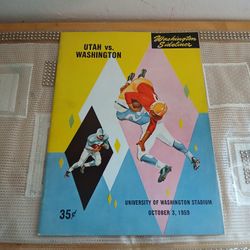 Washington
Sideliner
UTAH vs.
WASHINGTON
UNIVERSITY OF WASHINGTON STADIUM
OCTOBER 3, 1959
35¢